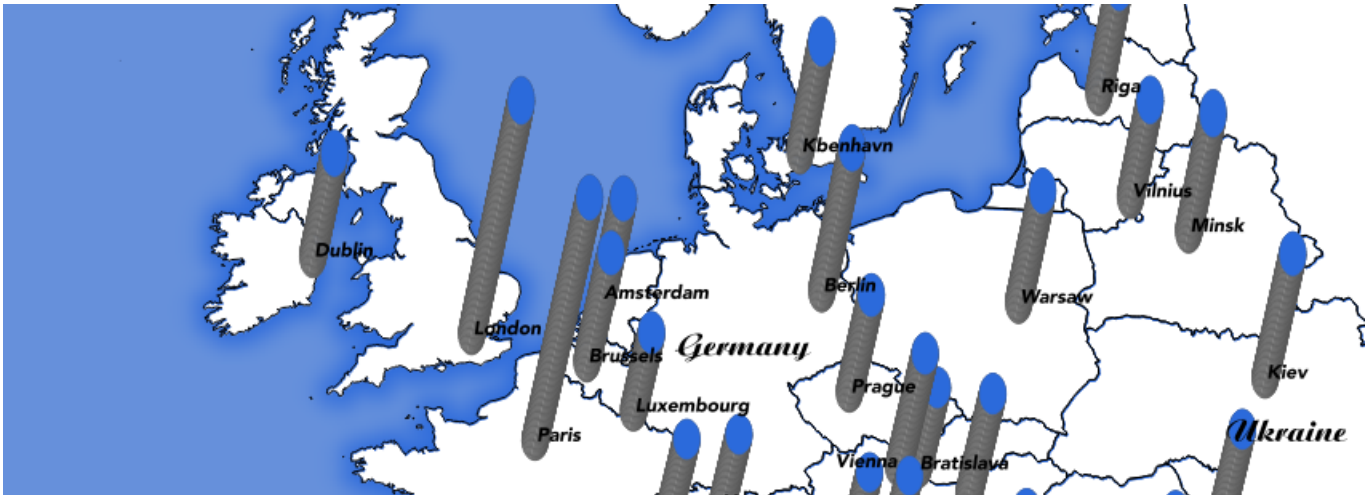 Riga
Kbenhavn
Vilnius
Minsk
Dublin
Berlin
Amsterdam
Warsaw
London
Brussels
Germany
Kiev
Prague
Luxembourg
Paris
Ukraine
Vienna
Bratislava